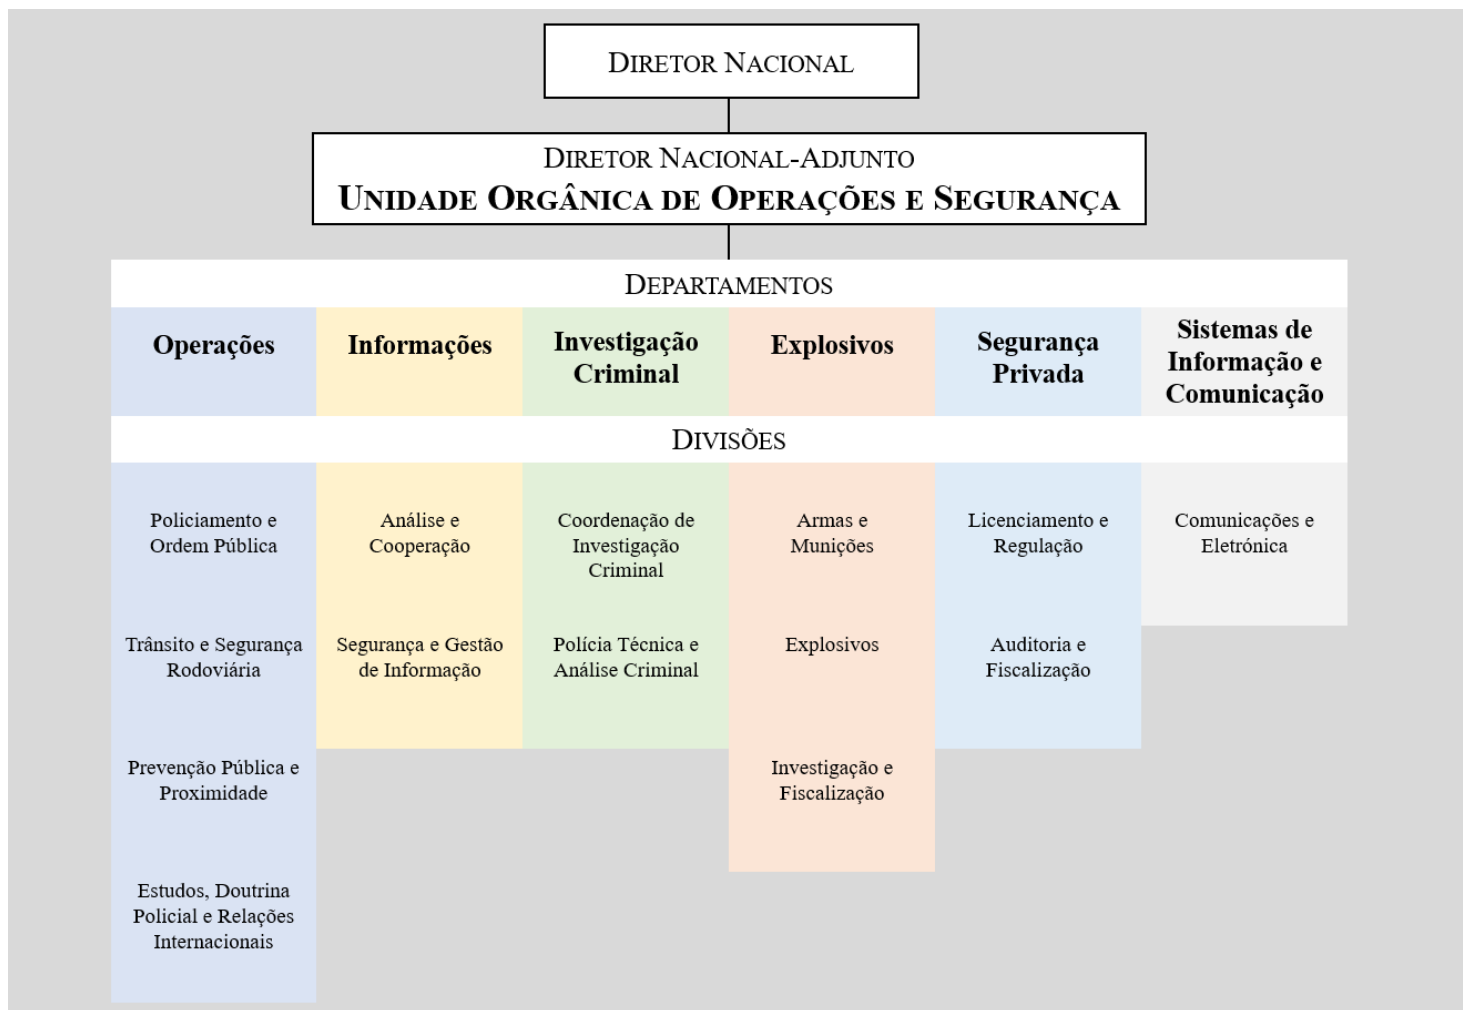 DIRETOR NACIONAL
DIRETOR NACIONAL-ADJUNTO
UNIDADE ORGÂNICA DE OPERAÇÕES E SEGURANÇA
DEPARTAMENTOS
Operações
Informações
Investigação
Criminal
Explosivos
Segurança
Privada
Sistemas de
Informação e
Comunicação
DIVISÕES
Policiamento e
Ordem Pública
Análise e
Cooperação
Coordenação de
Investigação
Criminal
Armas e
Munições
Licenciamento e
Regulação
Comunicações e
Eletrónica
Trânsito e Segurança
Rodoviária
Segurança e Gestão
de Informação
Polícia Técnica e
Análise Criminal
Explosivos
Auditoria e
Fiscalização
Prevenção Pública e
Proximidade
Investigação e
Fiscalização
Estudos, Doutrina
Policial e Relações
Internacionais